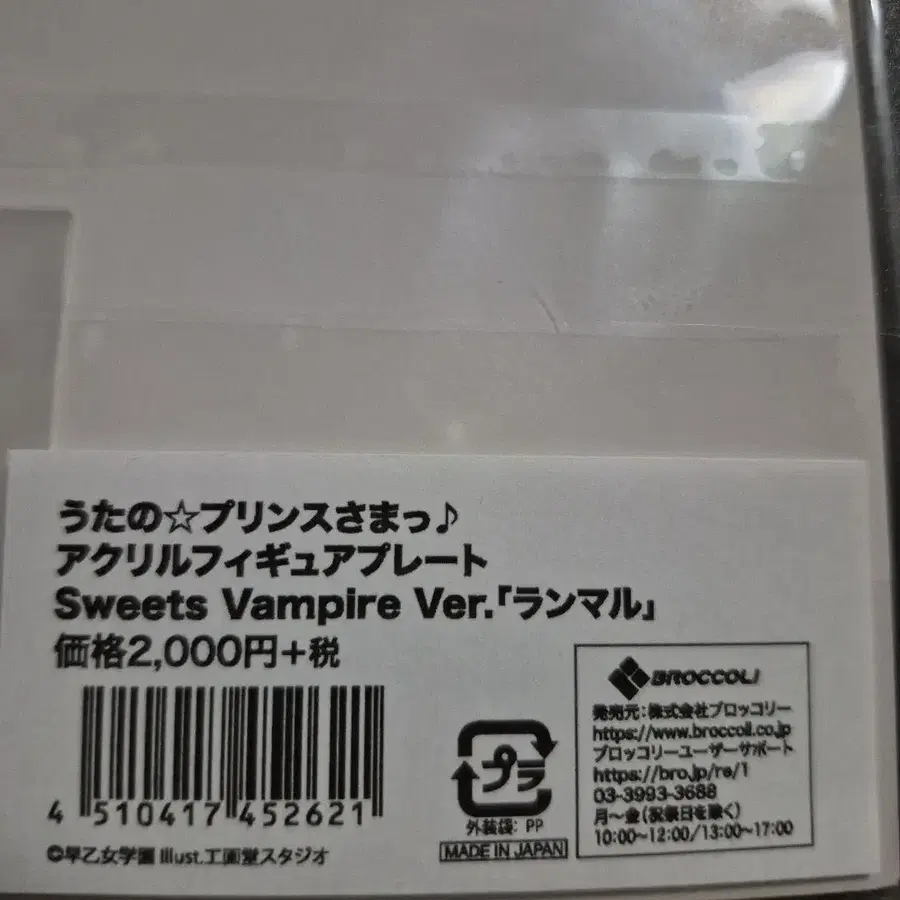 うたの☆プリンスさまっ♪
アクリルフィギュアプレート
Sweets Vampire Ver.「ランマル」
価格2,000円+税
4 510417 452621
©早乙女学園 Illust.工画堂スタジオ
プラ
外装袋: PP
MADE IN JAPAN
BROCCOLI
発売元:株式会社ブロッコリー
https://www.broccoli.co.jp
ブロッコリーユーザーサポート
https://bro.jp/re/1
03-3993-3688
月~金(祝祭日を除く)
10:00~12:00/13:00~17:00